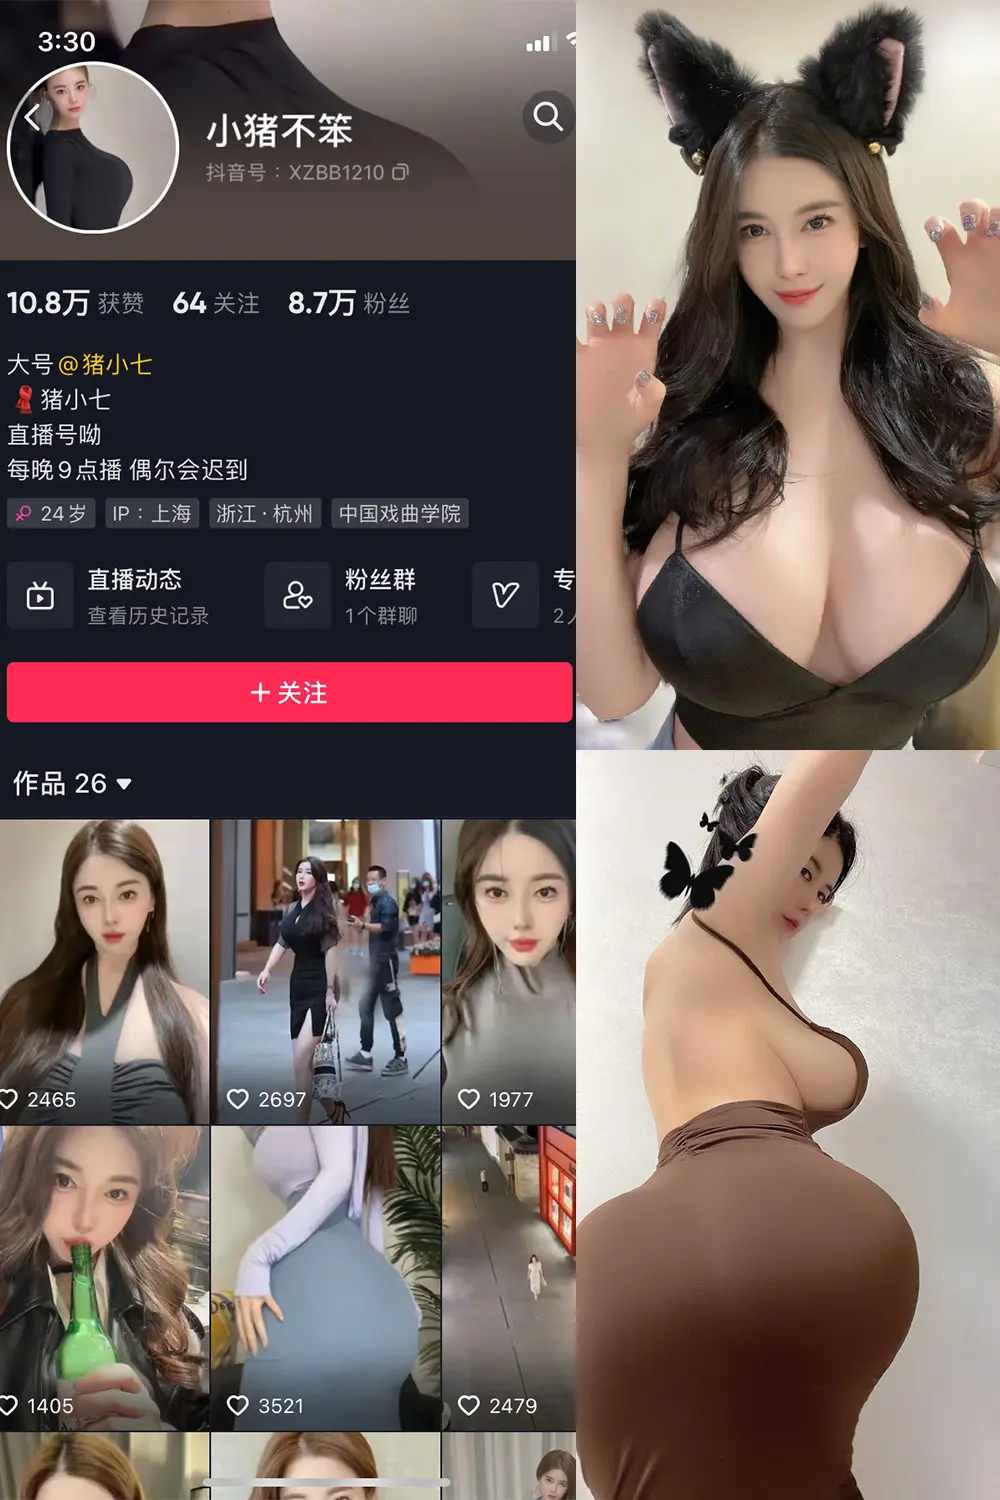 3:30
小猪不笨
抖音号：XZBB1210
10.8万 获赞 64 关注 8.7万 粉丝
大号@猪小七
猪小七
直播号呦
每晚9点播 偶尔会迟到
24岁 IP：上海 浙江·杭州 中国戏曲学院
直播动态 粉丝群 专
查看历史记录 1个群聊 2
+ 关注
作品 26
2465 2697 1977
1405 3521 2479